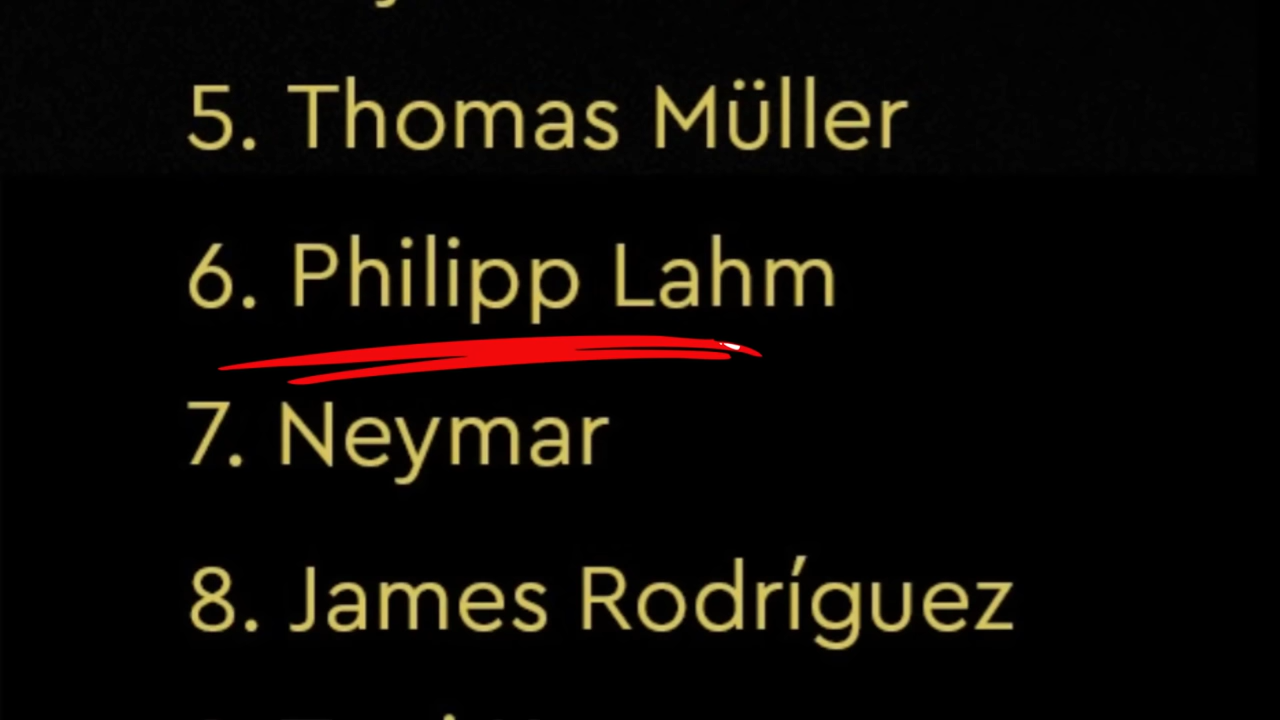 5. Thomas Müller
6. Philipp Lahm
7. Neymar
8. James Rodríguez